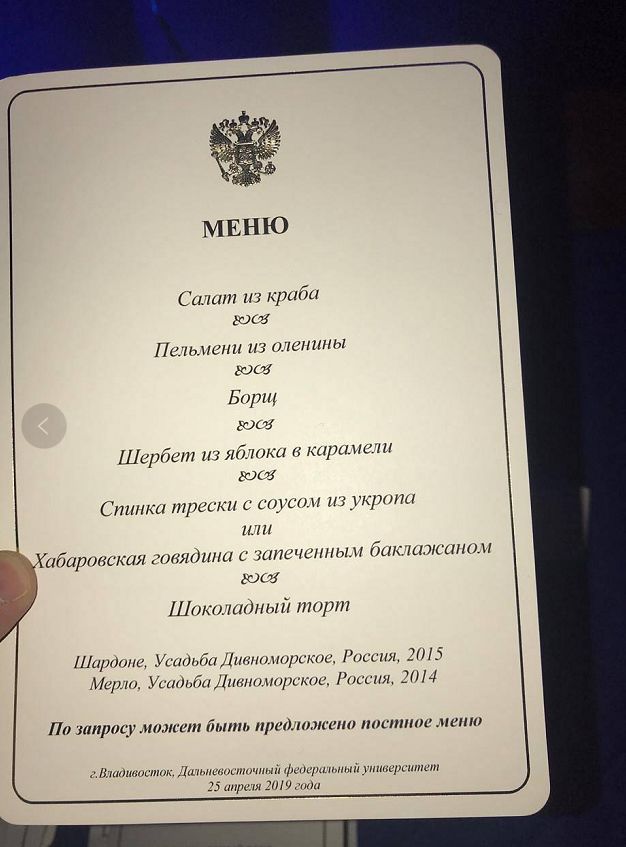 МЕНЮ
Салат из краба
Пельмени из оленины
Борщ
Шербет из яблока в карамели
Спинка трески с соусом из укропа
или
Хабаровская говядина с запеченным баклажаном
Шоколадный торт
Шардоне, Усадьба Дивноморское, Россия, 2015
Мерло, Усадьба Дивноморское, Россия, 2014
По запросу может быть предложено постное меню
г.Владивосток, Дальневосточный федеральный университет
25 апреля 2019 года